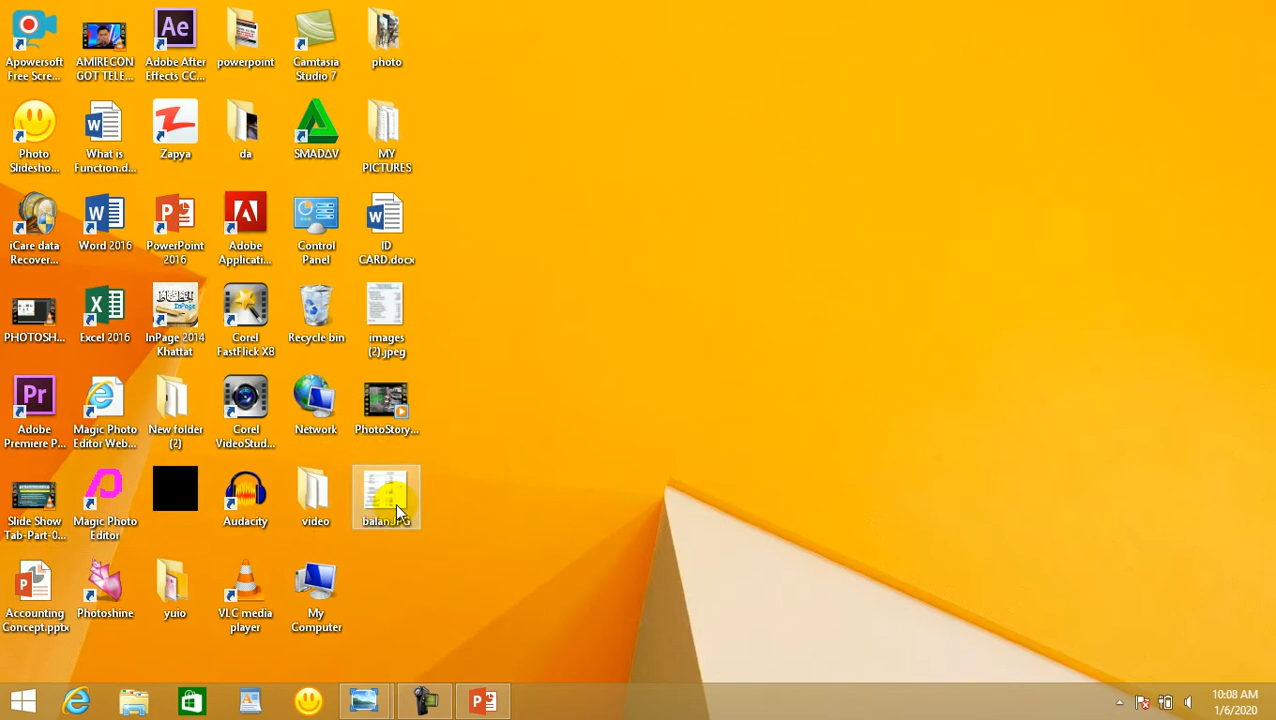 Apowersoft
Free Scre...
AMIRECON
GOT TELE...
Adobe After
Effects CC...
powerpoint
Camtasia
Studio 7
photo
Photo
Slidesho...
What is
Function.d...
Zapya
da
SMADΔV
MY
PICTURES
iCare data
Recover...
Word 2016
PowerPoint
2016
Adobe
Applicati...
Control
Panel
ID
CARD.docx
PHOTOSH...
Excel 2016
InPage 2014
Khattat
Corel
FastFlick X8
Recycle bin
images
(2).jpeg
Adobe
Premiere P...
Magic Photo
Editor Web...
New folder
(2)
Corel
VideoStud...
Network
PhotoStory...
Slide Show
Tab-Part-0...
Magic Photo
Editor
Audacity
video
balan.JPG
Accounting
Concept.pptx
Photoshine
yuio
VLC media
player
My
Computer
10:08 AM
1/6/2020